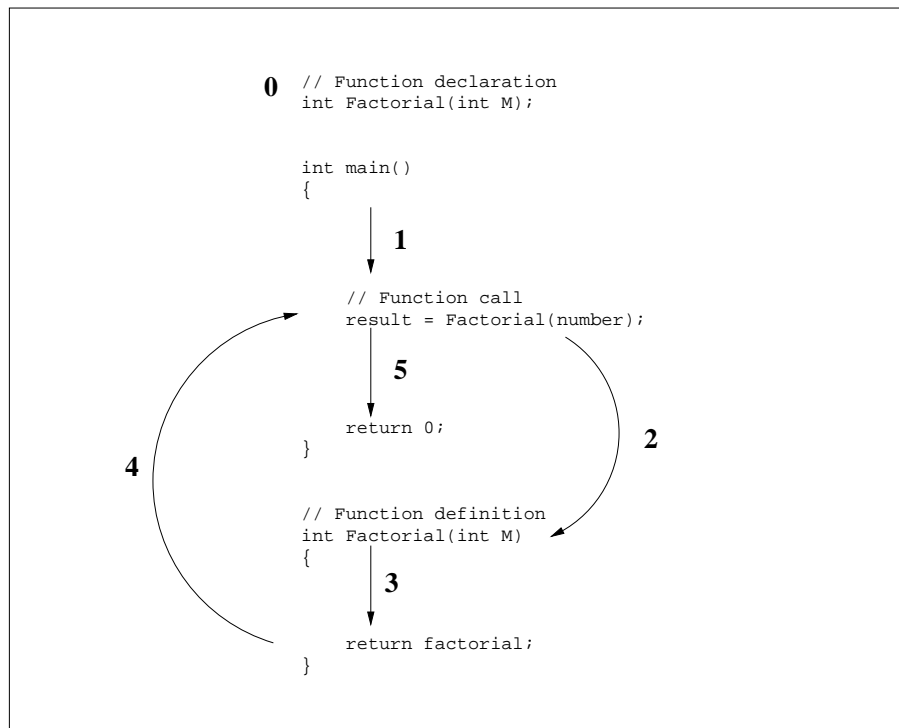 0 // Function declaration
int Factorial(int M);
int main()
{
1
// Function call
result = Factorial(number);
5
return 0;
}
2
4
// Function definition
int Factorial(int M)
{
3
return factorial;
}